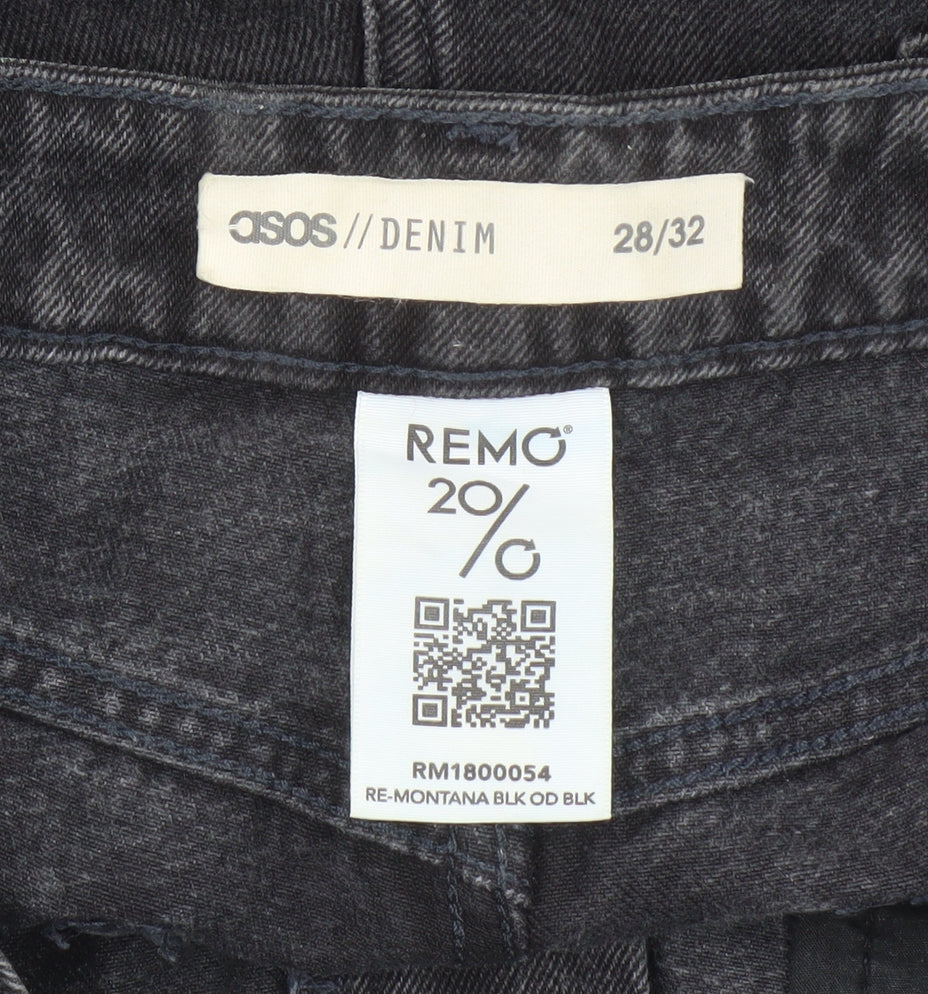 asos // DENIM 28/32
REMO®
20%
RM1800054
RE-MONTANA BLK OD BLK